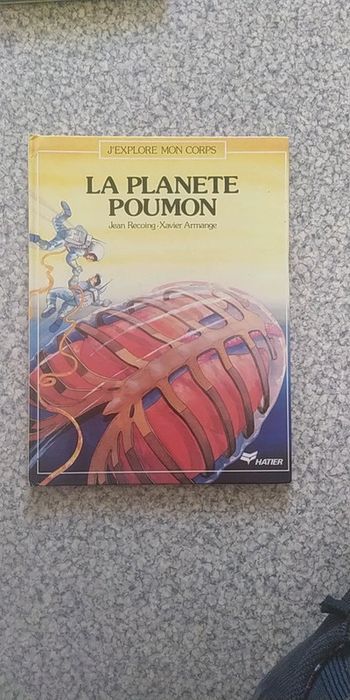 J'EXPLORE MON CORPS
LA PLANETE
POUMON
Jean Recoing - Xavier Armange
HATIER